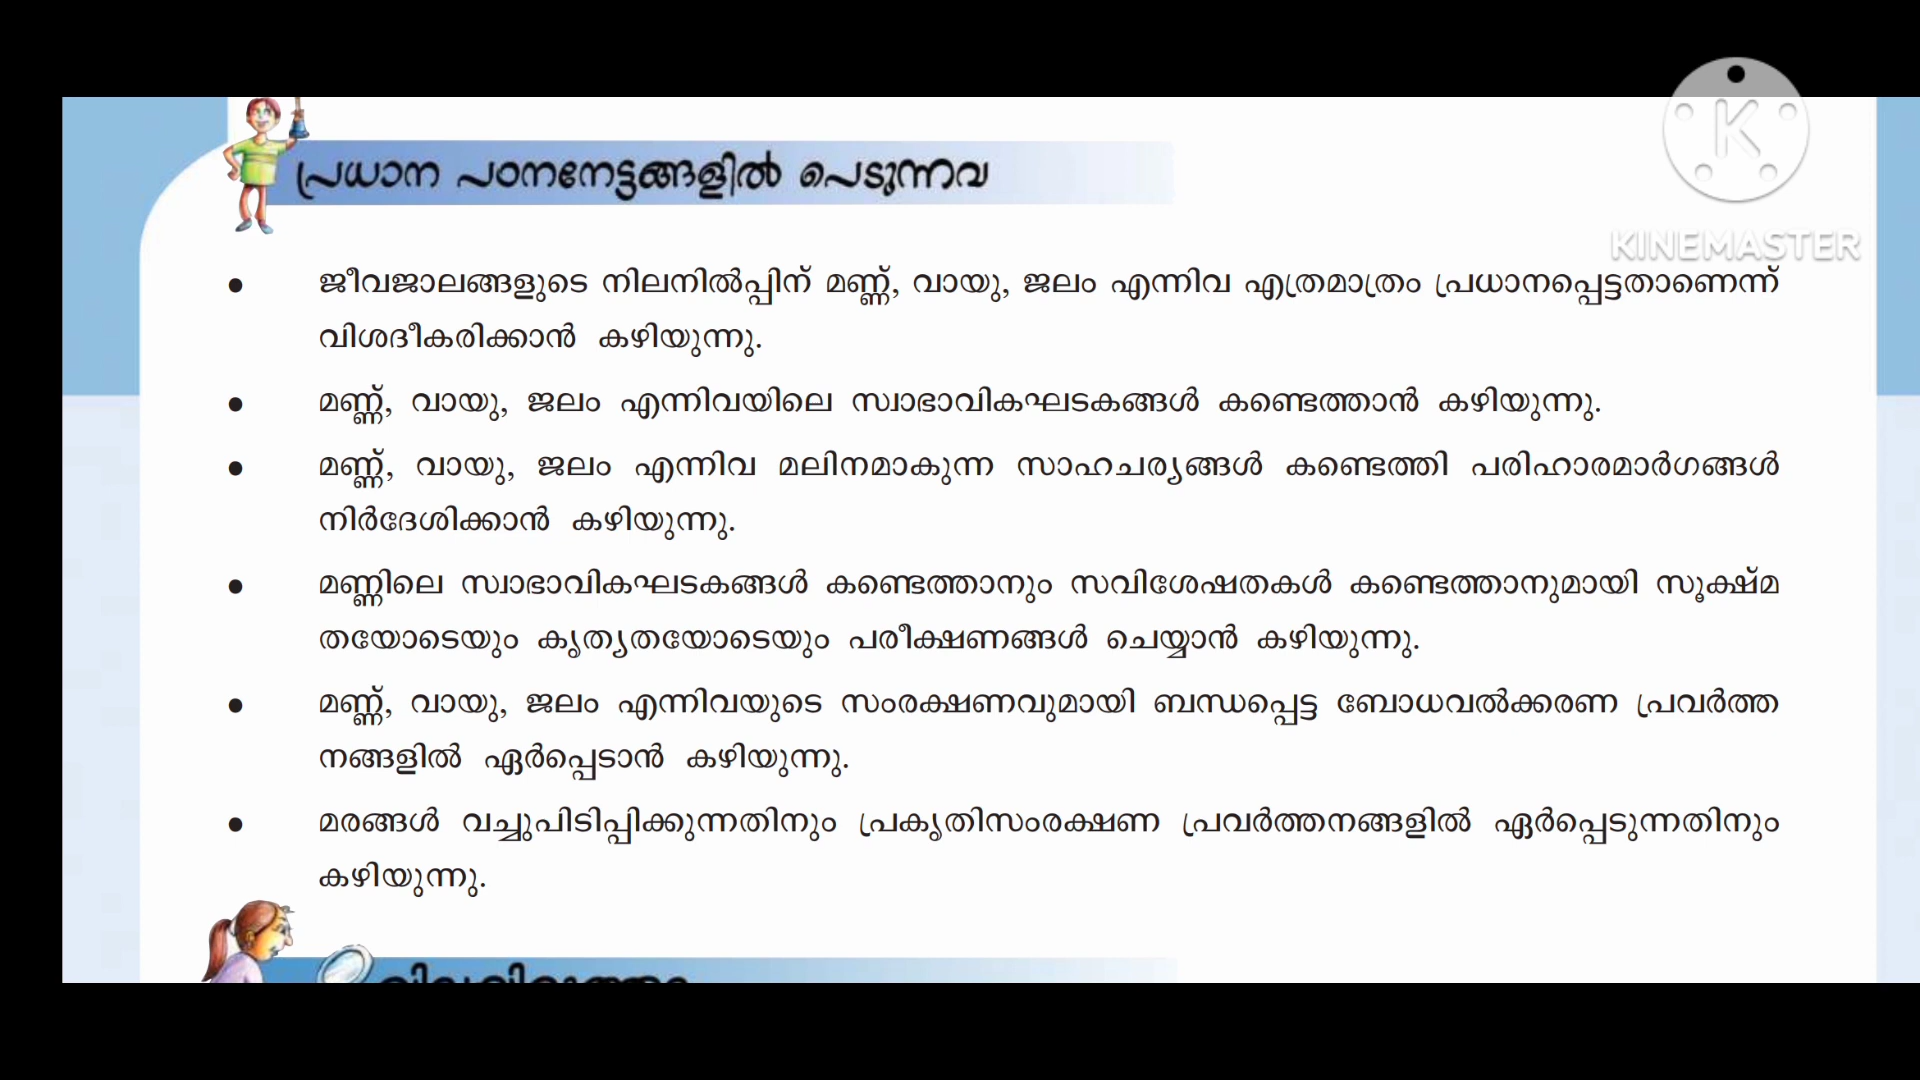 KINEMASTER
പ്രധാന പഠനനേട്ടങ്ങളിൽ പെടുന്നവ
● ജീവജാലങ്ങളുടെ നിലനിൽപ്പിന് മണ്ണ്, വായു, ജലം എന്നിവ എത്രമാത്രം പ്രധാനപ്പെട്ടതാണെന്ന്
വിശദീകരിക്കാൻ കഴിയുന്നു.
● മണ്ണ്, വായു, ജലം എന്നിവയിലെ സ്വാഭാവികഘടകങ്ങൾ കണ്ടെത്താൻ കഴിയുന്നു.
● മണ്ണ്, വായു, ജലം എന്നിവ മലിനമാകുന്ന സാഹചര്യങ്ങൾ കണ്ടെത്തി പരിഹാരമാർഗങ്ങൾ
നിർദേശിക്കാൻ കഴിയുന്നു.
● മണ്ണിലെ സ്വാഭാവികഘടകങ്ങൾ കണ്ടെത്താനും സവിശേഷതകൾ കണ്ടെത്താനുമായി സൂക്ഷ്മ
തയോടെയും കൃത്യതയോടെയും പരീക്ഷണങ്ങൾ ചെയ്യാൻ കഴിയുന്നു.
● മണ്ണ്, വായു, ജലം എന്നിവയുടെ സംരക്ഷണവുമായി ബന്ധപ്പെട്ട ബോധവൽക്കരണ പ്രവർത്ത
നങ്ങളിൽ ഏർപ്പെടാൻ കഴിയുന്നു.
● മരങ്ങൾ വച്ചുപിടിപ്പിക്കുന്നതിനും പ്രകൃതിസംരക്ഷണ പ്രവർത്തനങ്ങളിൽ ഏർപ്പെടുന്നതിനും
കഴിയുന്നു.